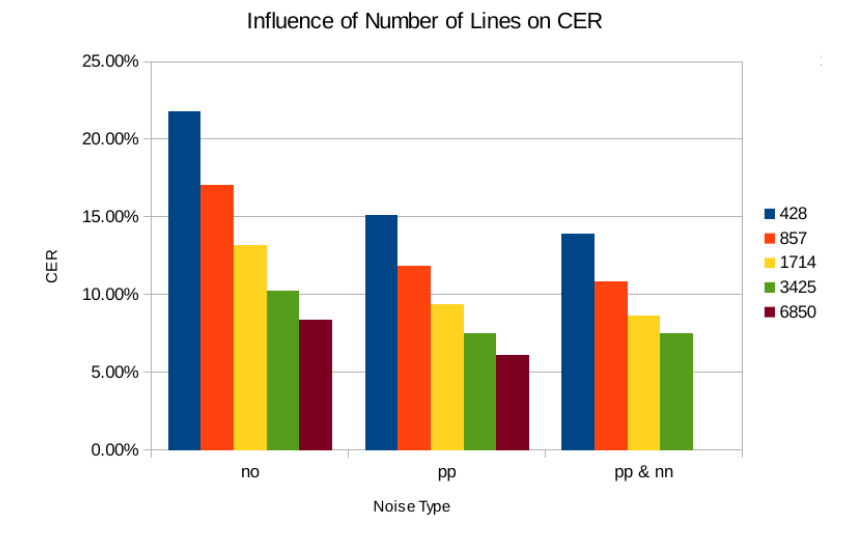 Influence of Number of Lines on CER
25.00%
20.00%
15.00%
10.00%
5.00%
0.00%
CER
no
pp
pp & nn
Noise Type
428
857
1714
3425
6850